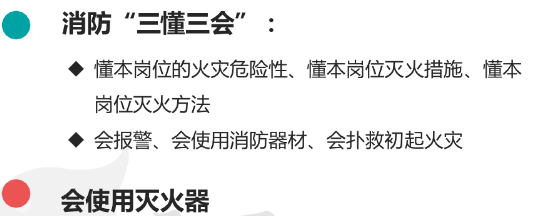 消防“三懂三会”：
◆ 懂本岗位的火灾危险性、懂本岗位灭火措施、懂本
岗位灭火方法
◆ 会报警、会使用消防器材、会扑救初起火灾
会使用灭火器